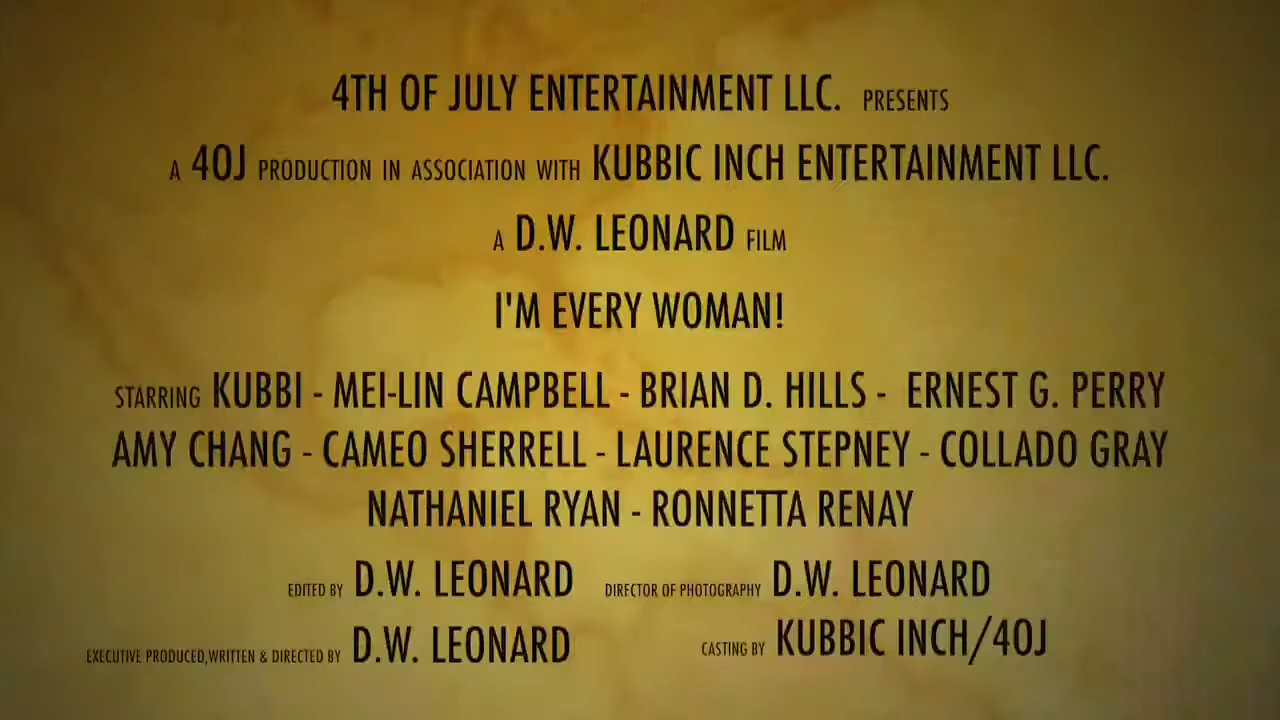 4TH OF JULY ENTERTAINMENT LLC. PRESENTS
A 4OJ PRODUCTION IN ASSOCIATION WITH KUBBIC INCH ENTERTAINMENT LLC.
A D.W. LEONARD FILM
I'M EVERY WOMAN!
STARRING KUBBI - MEI-LIN CAMPBELL - BRIAN D. HILLS - ERNEST G. PERRY
AMY CHANG - CAMEO SHERRELL - LAURENCE STEPNEY - COLLADO GRAY
NATHANIEL RYAN - RONNETTA RENAY
EDITED BY D.W. LEONARD DIRECTOR OF PHOTOGRAPHY D.W. LEONARD
EXECUTIVE PRODUCED,WRITTEN & DIRECTED BY D.W. LEONARD CASTING BY KUBBIC INCH/4OJ